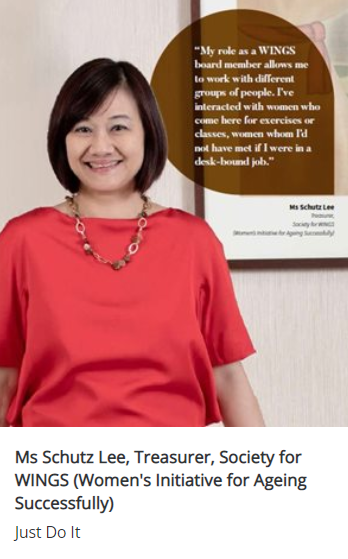 “My role as a WINGS
board member allows me
to work with different
groups of people. I’ve
interacted with women who
come here for exercises or
classes, women whom I’d
not have met if I were in a
desk-bound job.”
Ms Schutz Lee
Treasurer,
Society for WINGS
(Women's Initiative for Ageing Successfully)
Ms Schutz Lee, Treasurer, Society for
WINGS (Women's Initiative for Ageing
Successfully)
Just Do It